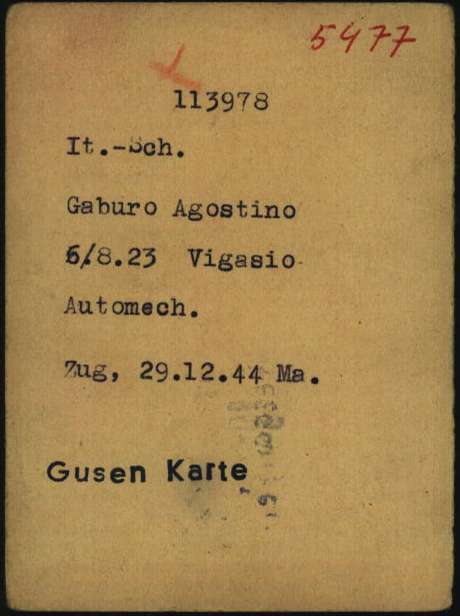 5477
113978
It.-Sch.
Gaburo Agostino
6/8.23 Vigasio
Automech.
Zug, 29.12.44 Ma.
Gusen Karte